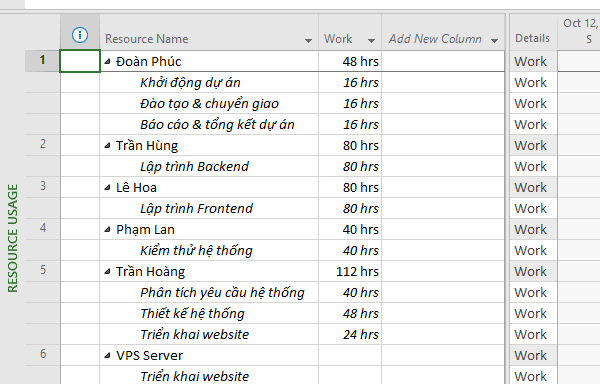 Oct 12,
Resource Name Work Add New Column Details S
1 Đoàn Phúc 48 hrs Work
Khởi động dự án 16 hrs Work
Đào tạo & chuyển giao 16 hrs Work
Báo cáo & tổng kết dự án 16 hrs Work
2 Trần Hùng 80 hrs Work
Lập trình Backend 80 hrs Work
3 Lê Hoa 80 hrs Work
Lập trình Frontend 80 hrs Work
4 Phạm Lan 40 hrs Work
Kiểm thử hệ thống 40 hrs Work
5 Trần Hoàng 112 hrs Work
Phân tích yêu cầu hệ thống 40 hrs Work
Thiết kế hệ thống 48 hrs Work
Triển khai website 24 hrs Work
6 VPS Server Work
Triển khai website Work
RESOURCE USAGE